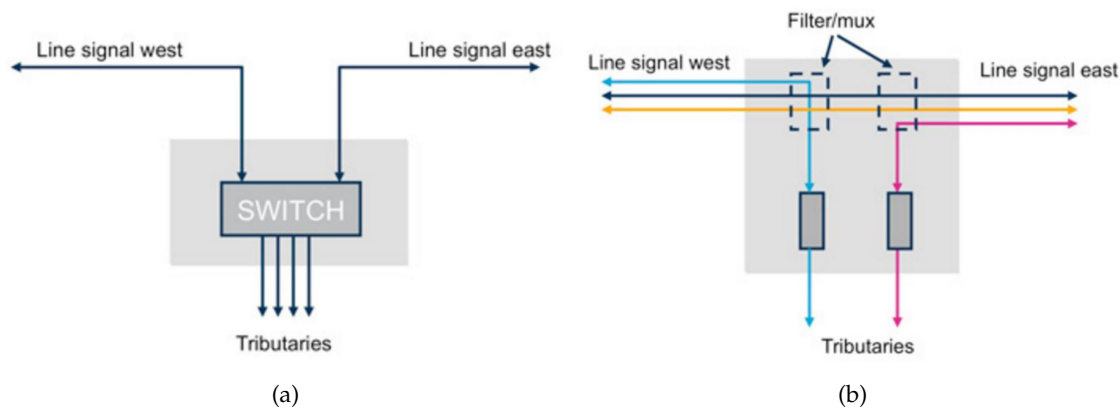 Line signal west
Line signal east
SWITCH
Tributaries
(a)
Filter/mux
Line signal west
Line signal east
Tributaries
(b)